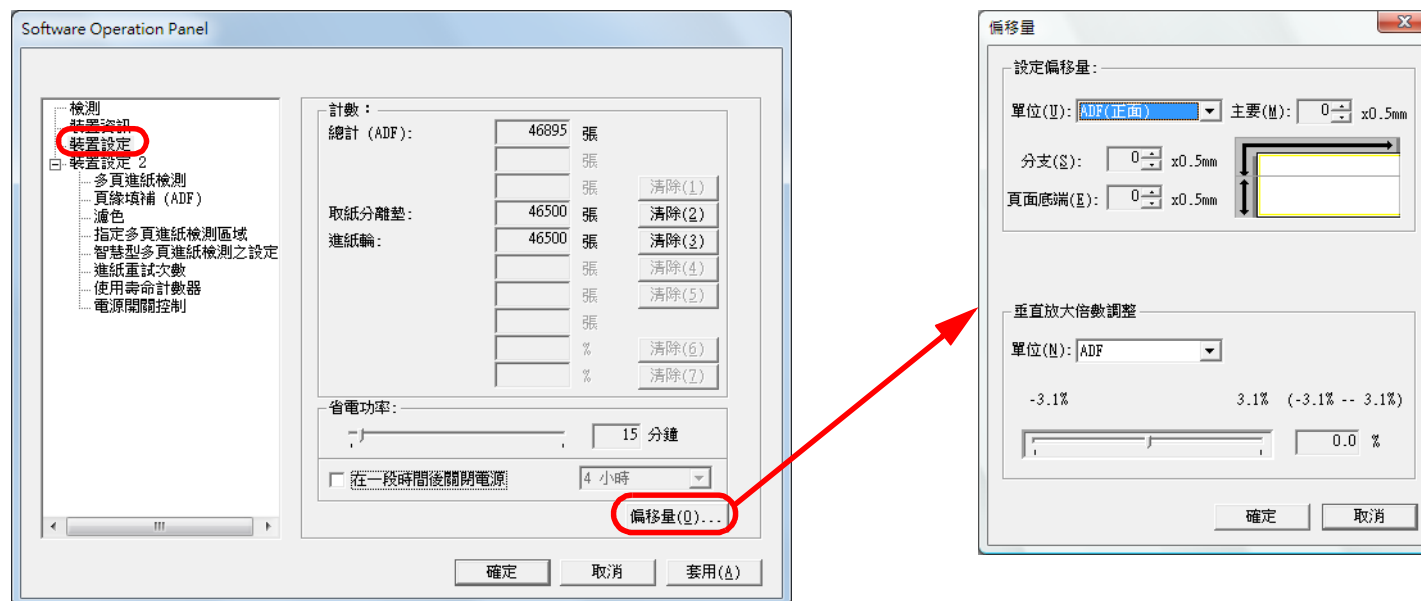 Software Operation Panel
檢測
裝置資訊
裝置設定
裝置設定 2
多頁進紙檢測
頁緣填補 (ADF)
濾色
指定多頁進紙檢測區域
智慧型多頁進紙檢測之設定
進紙重試次數
使用壽命計數器
電源開關控制
計數：
總計 (ADF): 46895 張
張
張 清除(1)
取紙分離墊: 46500 張 清除(2)
進紙輪: 46500 張 清除(3)
張 清除(4)
張 清除(5)
張
% 清除(6)
% 清除(7)
省電功率:
15 分鐘
在一段時間後關閉電源 4 小時
偏移量(O)...
確定 取消 套用(A)
偏移量
設定偏移量:
單位(U): ADF(正面) 主要(M): 0 x0.5mm
分支(S): 0 x0.5mm
頁面底端(E): 0 x0.5mm
垂直放大倍數調整
單位(N): ADF
-3.1% 3.1% (-3.1% -- 3.1%)
0.0 %
確定 取消